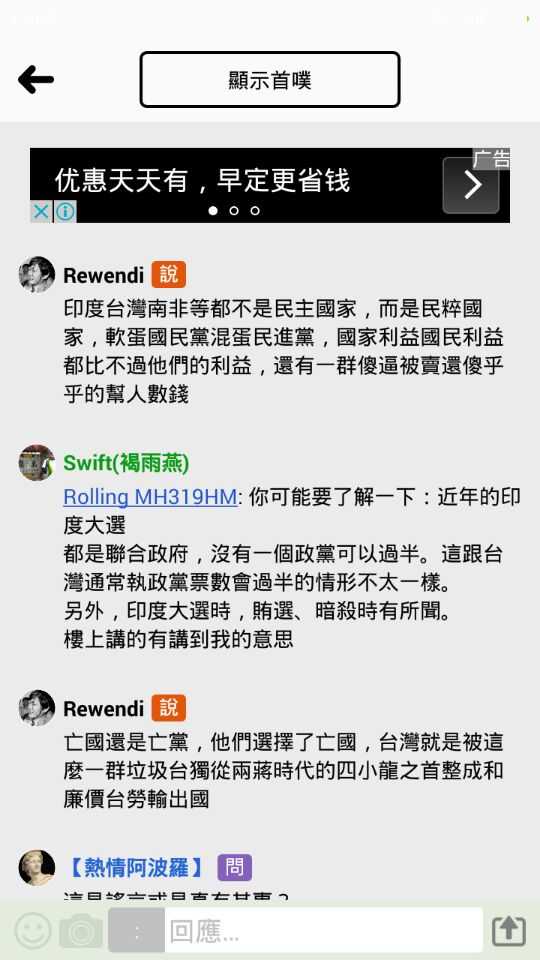 顯示首噗
广告
优惠天天有，早定更省钱
Rewendi 說
印度台灣南非等都不是民主國家，而是民粹國
家，軟蛋國民黨混蛋民進黨，國家利益國民利益
都比不過他們的利益，還有一群傻逼被賣還傻乎
乎的幫人數錢
Swift(褐雨燕)
Rolling MH319HM: 你可能要了解一下：近年的印
度大選
都是聯合政府，沒有一個政黨可以過半。這跟台
灣通常執政黨票數會過半的情形不太一樣。
另外，印度大選時，賄選、暗殺時有所聞。
樓上講的有講到我的意思
Rewendi 說
亡國還是亡黨，他們選擇了亡國，台灣就是被這
麼一群垃圾台獨從兩蔣時代的四小龍之首整成和
廉價台勞輸出國
【熱情阿波羅】 問
這是謠言或是真有其事？
: 回應...